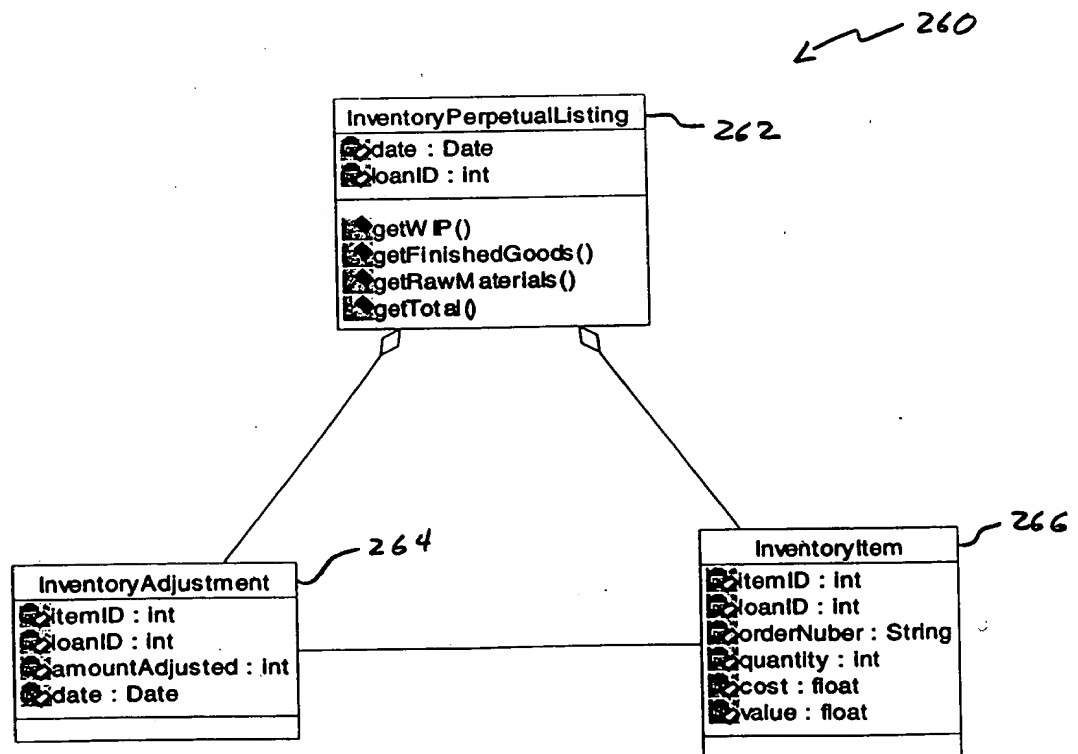 260
InventoryPerpetualListing
262
date : Date
loanID : int
getWIP()
getFinishedGoods()
getRawMaterials()
getTotal()
264
InventoryAdjustment
itemID : int
loanID : int
amountAdjusted : int
date : Date
266
InventoryItem
itemID : int
loanID : int
orderNuber : String
quantity : int
cost : float
value : float